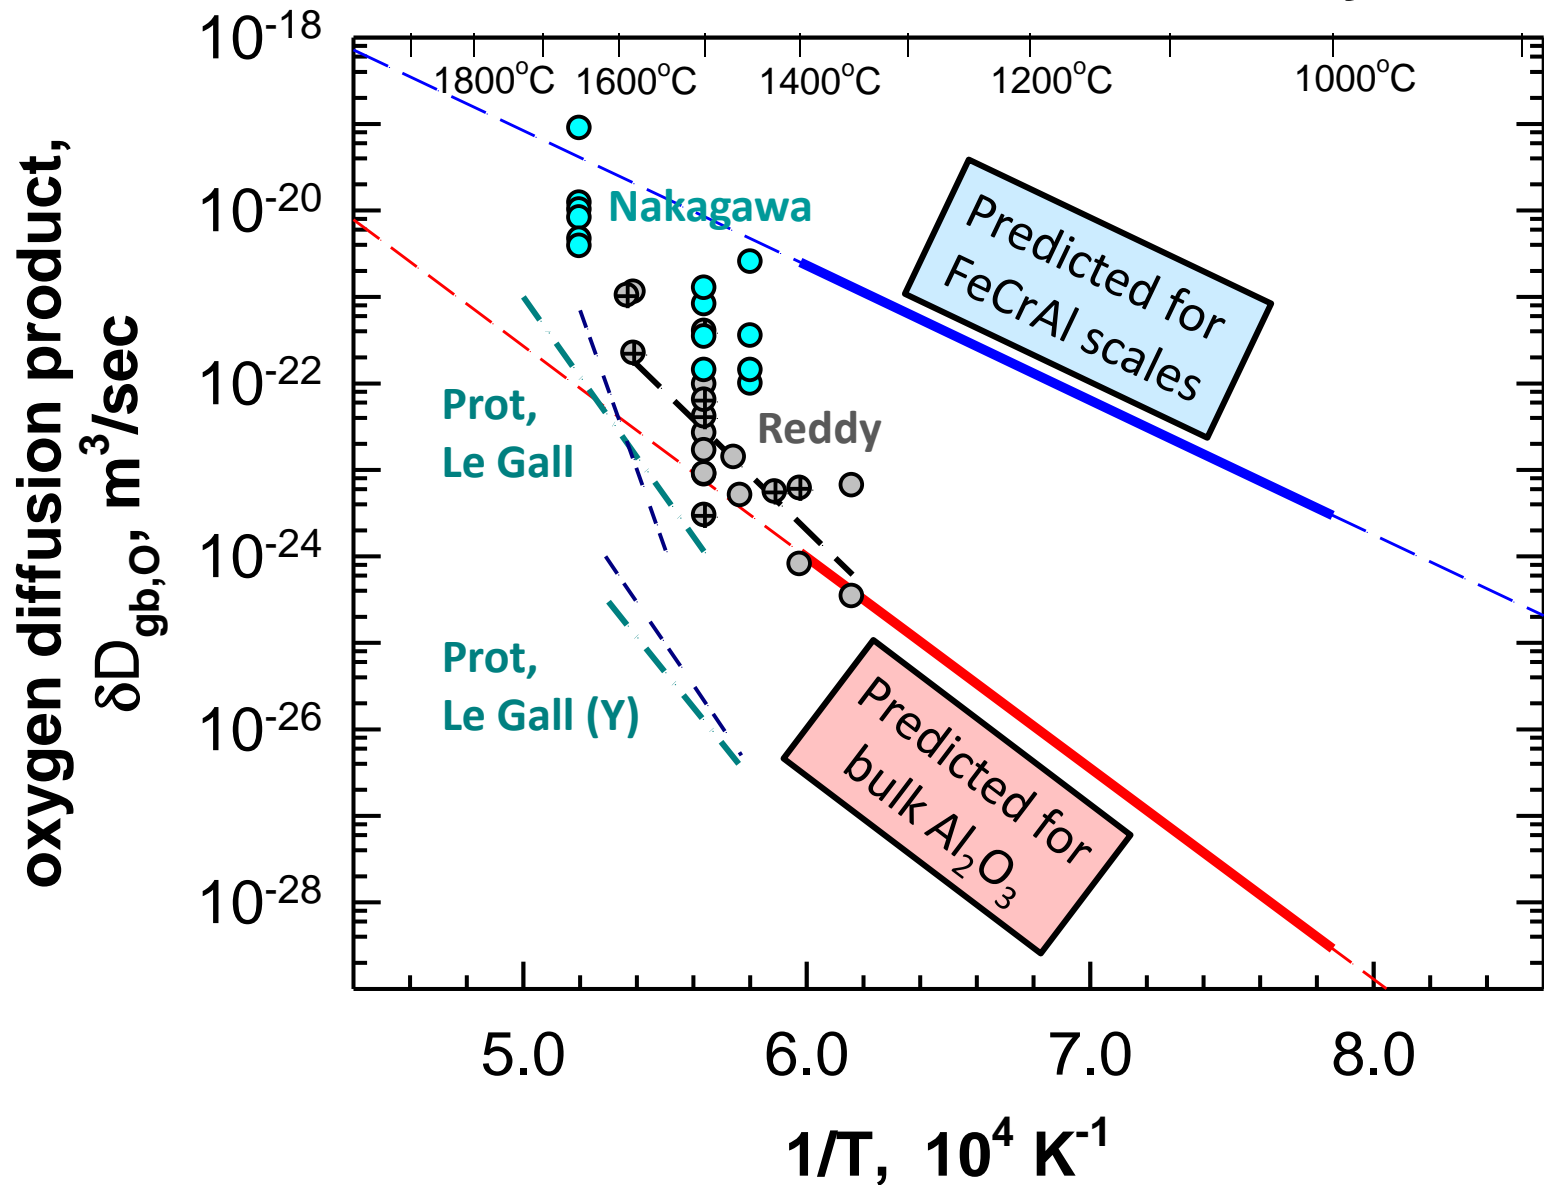 10⁻¹⁸
1800°C 1600°C 1400°C 1200°C 1000°C
10⁻²⁰
10⁻²²
10⁻²⁴
10⁻²⁶
10⁻²⁸
oxygen diffusion product,
δD_gb,O, m³/sec
Nakagawa
Predicted for
FeCrAl scales
Prot,
Le Gall
Reddy
Prot,
Le Gall (Y)
Predicted for
bulk Al₂O₃
5.0 6.0 7.0 8.0
1/T, 10⁴ K⁻¹